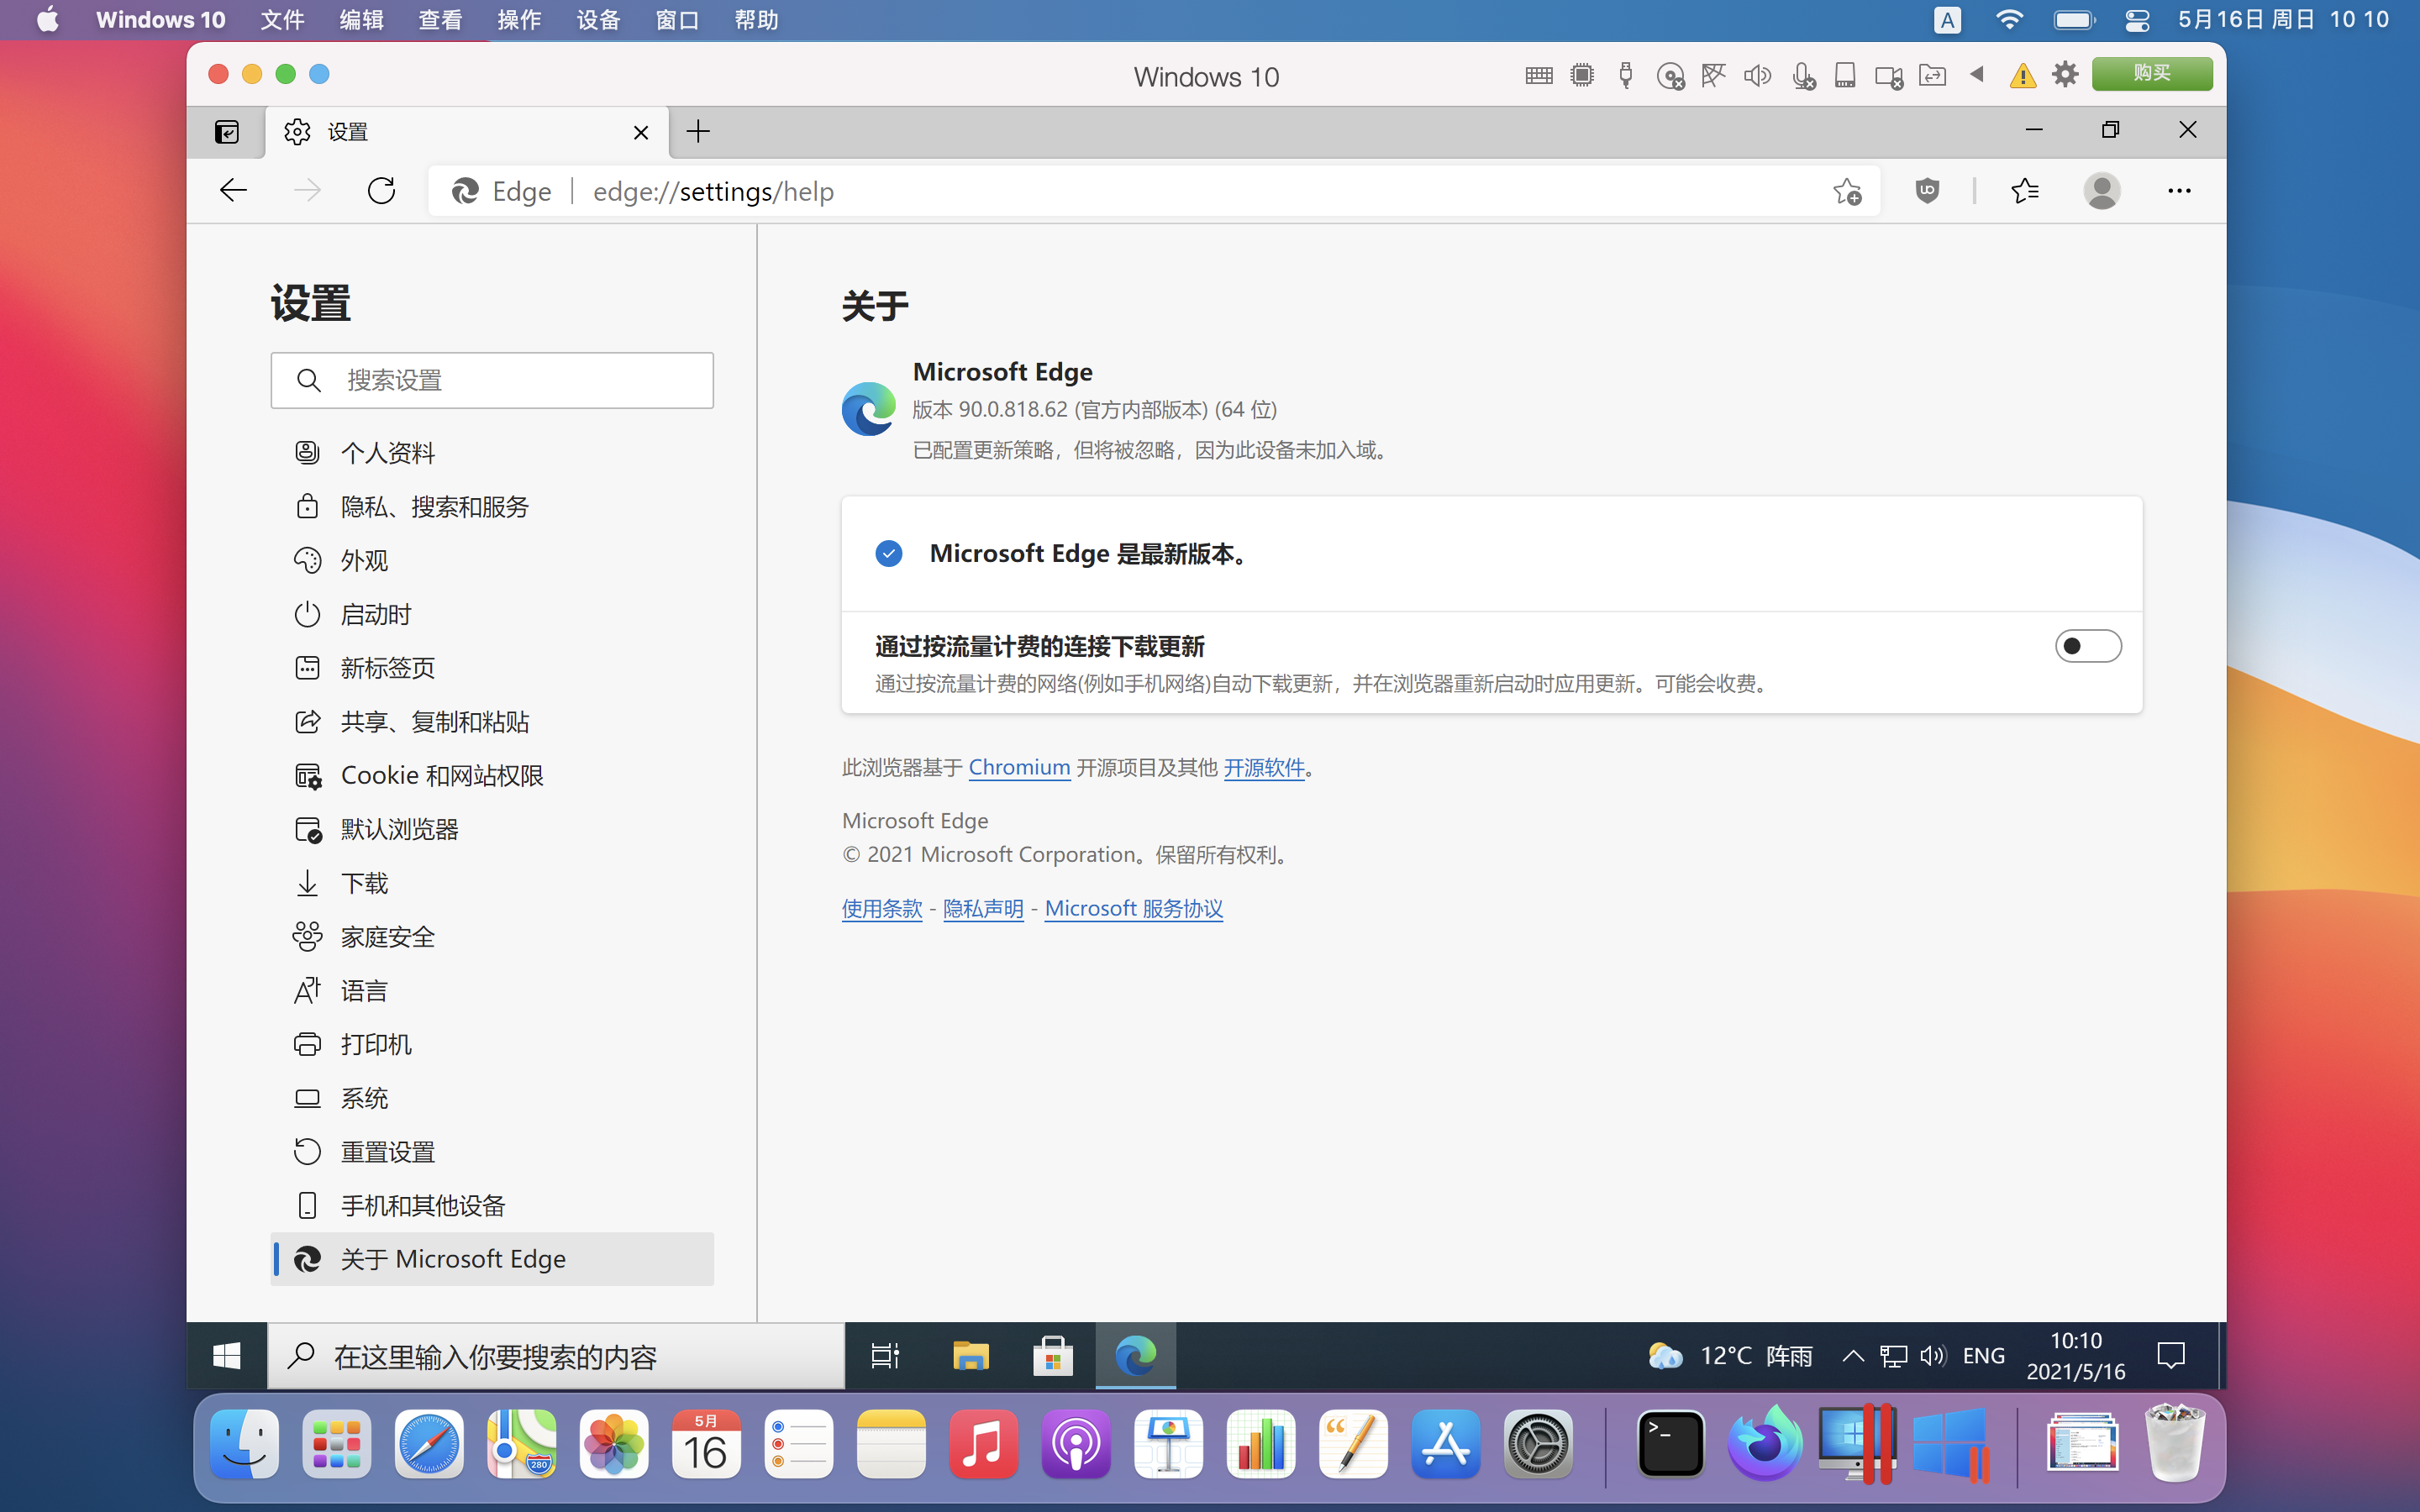 Windows 10 文件 编辑 查看 操作 设备 窗口 帮助 A 5月16日 周日 10 10
Windows 10 购买
设置
Edge edge://settings/help
设置
搜索设置
个人资料
隐私、搜索和服务
外观
启动时
新标签页
共享、复制和粘贴
Cookie 和网站权限
默认浏览器
下载
家庭安全
语言
打印机
系统
重置设置
手机和其他设备
关于 Microsoft Edge
关于
Microsoft Edge
版本 90.0.818.62 (官方内部版本) (64 位)
已配置更新策略，但将被忽略，因为此设备未加入域。
Microsoft Edge 是最新版本。
通过按流量计费的连接下载更新
通过按流量计费的网络(例如手机网络)自动下载更新，并在浏览器重新启动时应用更新。可能会收费。
此浏览器基于 Chromium 开源项目及其他 开源软件。
Microsoft Edge
© 2021 Microsoft Corporation。保留所有权利。
使用条款 - 隐私声明 - Microsoft 服务协议
在这里输入你要搜索的内容
12°C 阵雨
ENG
10:10
2021/5/16
280
5月
16
>_